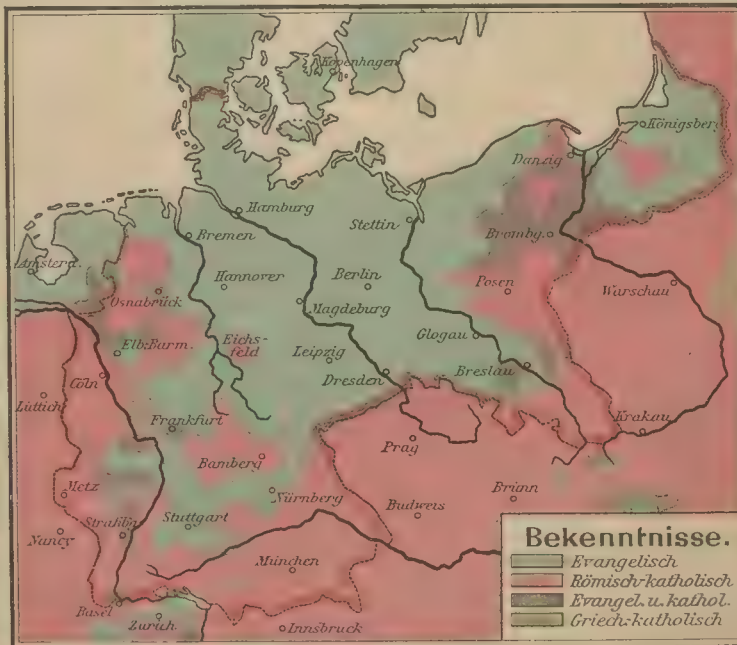 Kopenhagen
Königsber
Danzig
Hamburg
Stettin
Bremen
Bromбg.
Amsterd.
Hannover
Berlin
Osnabrück
Magdeburg
Posen
Warschau
Elb:Barm.
Eichs-
feld
Leipzig
Glogau
Cöln
Dresden
Breslau
Lüttich
Frankfurt
Krakau
Prag
Bamberg
Metz
Nürnberg
Budweis
Brünn
Nancy
Straßbg.
Stuttgart
München
Basel
Zürich.
Innsbruck
Bekenntnisse.
Evangelisch
Römisch-katholisch
Evangel. u. kathol.
Griech:-katholisch